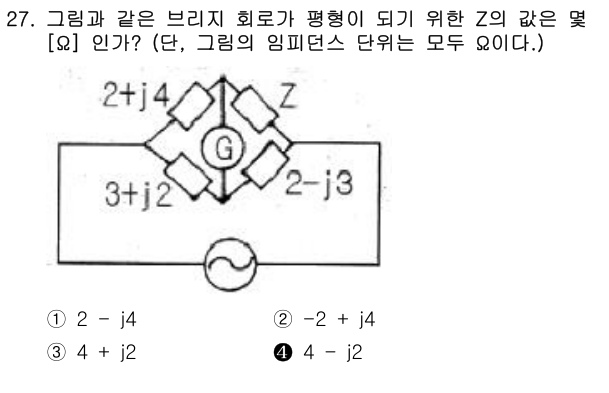 27. 그림과 같은 브리지 회로가 평형이 되기 위한 Z의 값은 몇
[Ω] 인가? (단, 그림의 임피던스 단위는 모두 Ω이다.)
2+j4 Z
G
3+j2 2-j3
① 2 - j4 ② -2 + j4
③ 4 + j2 ❹ 4 - j2